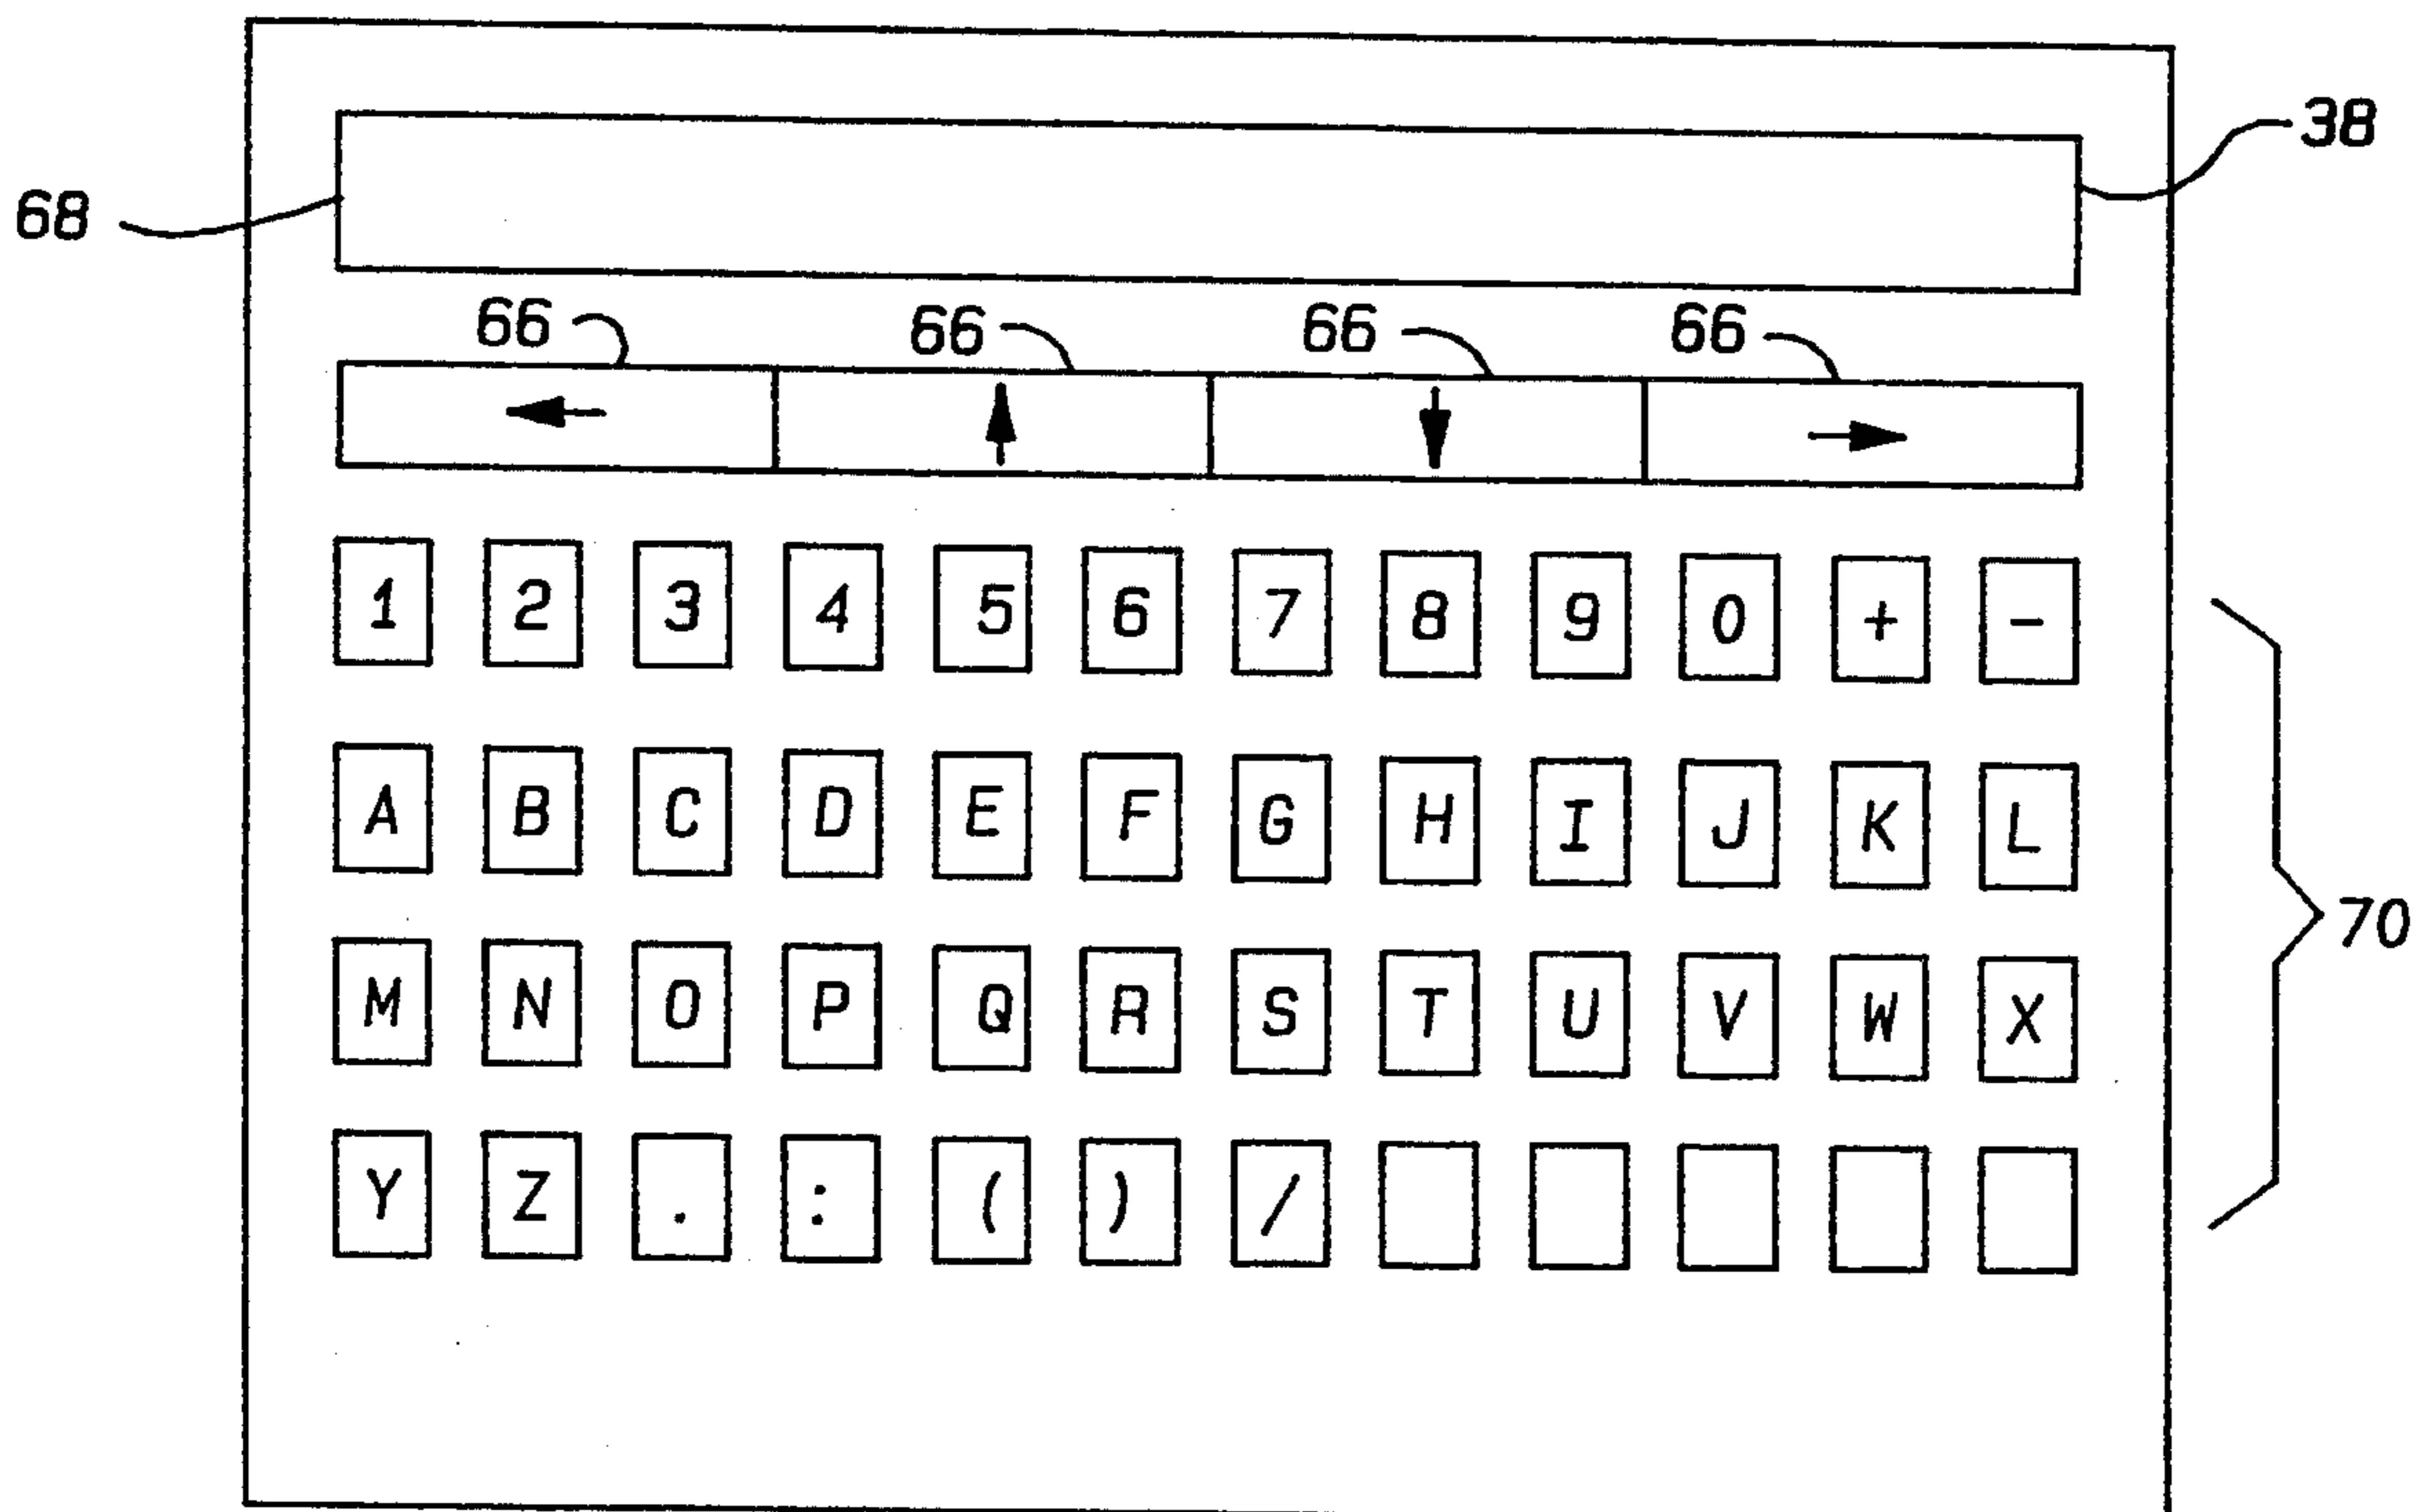 38
68
66 66 66 66
← ↑ ↓ →
1 2 3 4 5 6 7 8 9 0 + -
A B C D E F G H I J K L
70
M N O P Q R S T U V W X
Y Z . : ( ) /